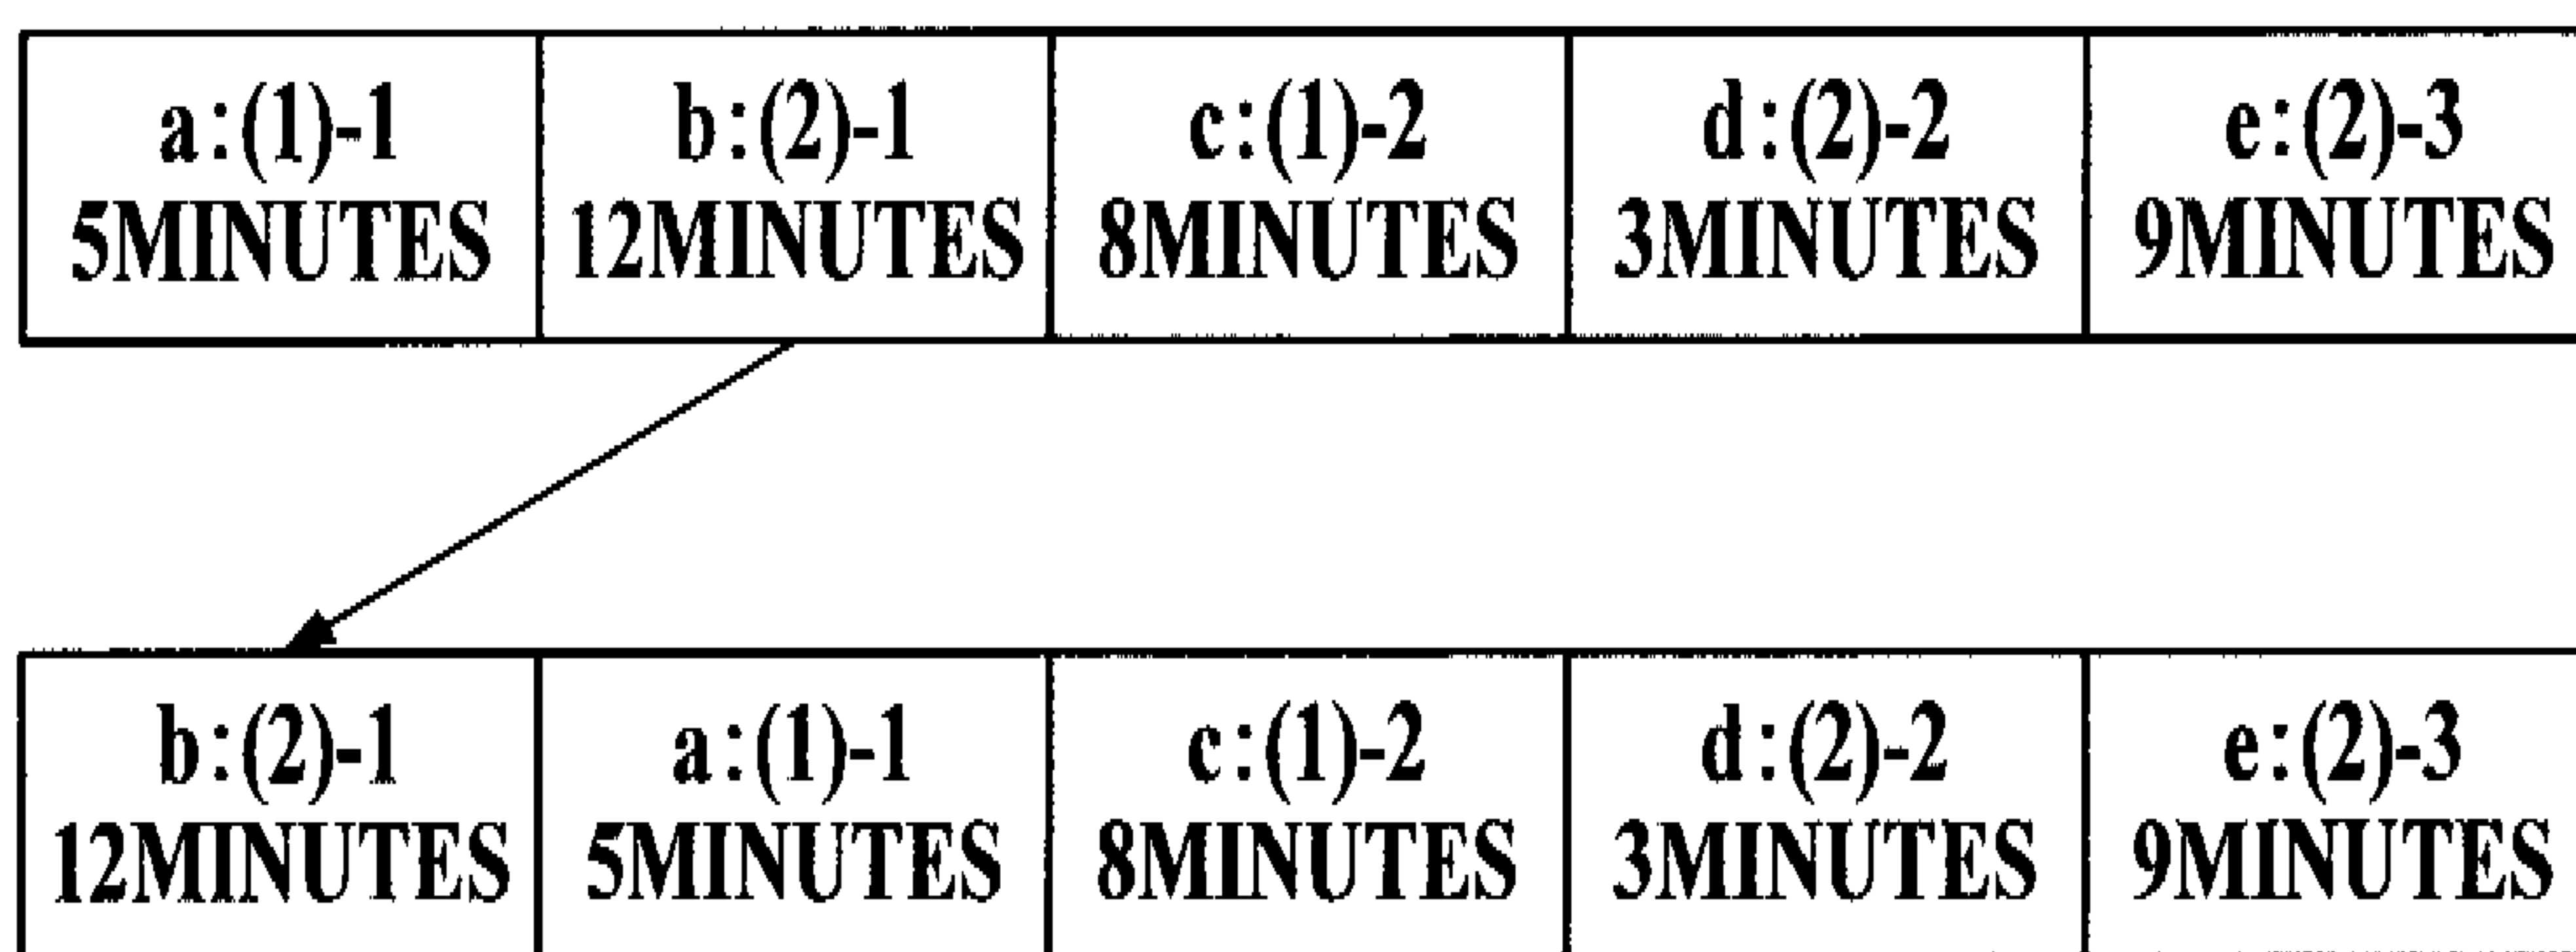 a:(1)-1 b:(2)-1 c:(1)-2 d:(2)-2 e:(2)-3
5MINUTES 12MINUTES 8MINUTES 3MINUTES 9MINUTES
b:(2)-1 a:(1)-1 c:(1)-2 d:(2)-2 e:(2)-3
12MINUTES 5MINUTES 8MINUTES 3MINUTES 9MINUTES